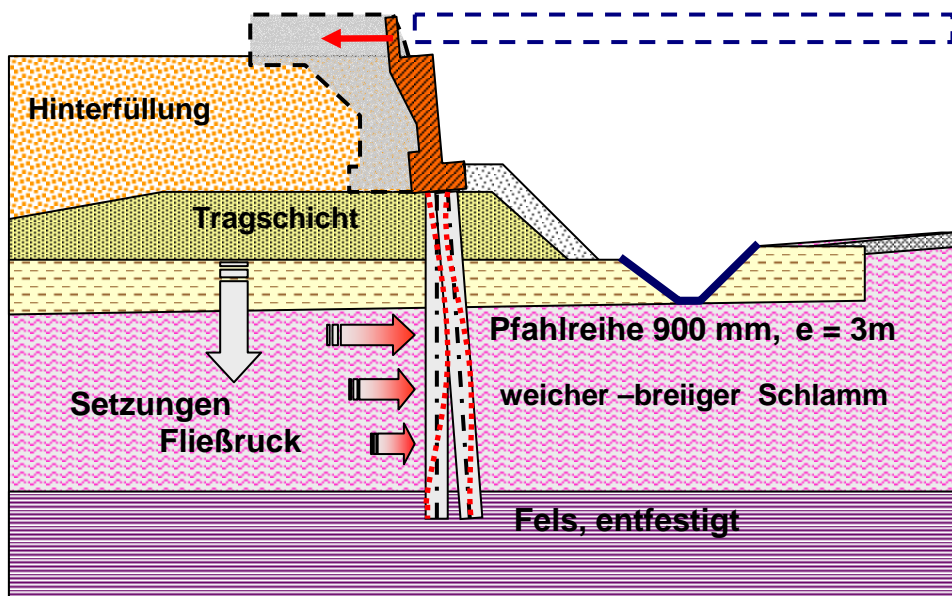 Hinterfüllung
Tragschicht
Pfahlreihe 900 mm, e = 3m
weicher –breiiger Schlamm
Setzungen
Fließruck
Fels, entfestigt